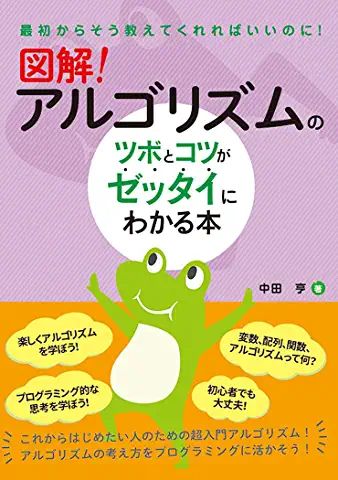 最初からそう教えてくれればいいのに!
図解!
アルゴリズムの
ツボとコツが
ゼッタイに
わかる本
中田 亨 著
楽しくアルゴリズム
を学ぼう!
変数、配列、関数、
アルゴリズムって何?
プログラミング的な
思考を学ぼう!
初心者でも
大丈夫!
これからはじめたい人のための超入門アルゴリズム!
アルゴリズムの考え方をプログラミングに活かそう!